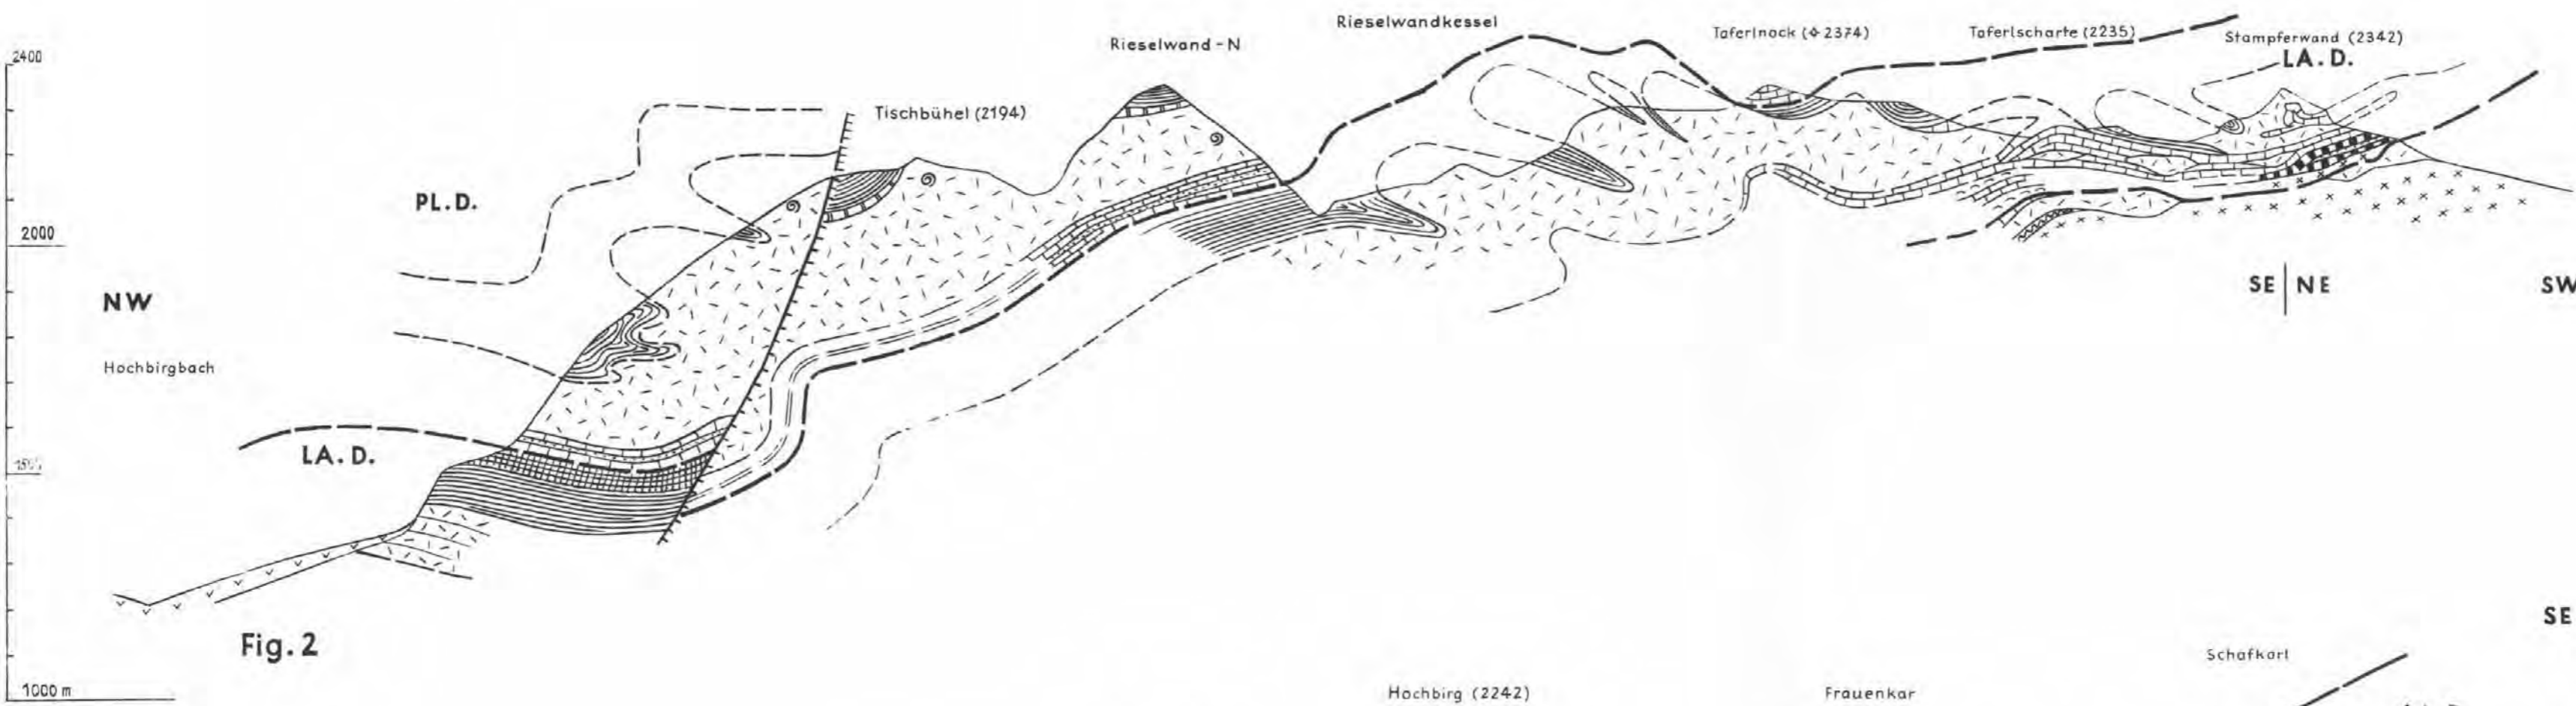 Rieselwandkessel
Rieselwand - N
Taferlnock (⌖ 2374)
Taferlscharte (2235)
Stampferwand (2342)
LA. D.
2400
Tischbühel (2194)
PL. D.
2000
NW
SE | NE
SW
Hochbirgbach
LA. D.
Fig. 2
SE
Schafkarl
1000 m
Hochbirg (2242)
Frauenkar